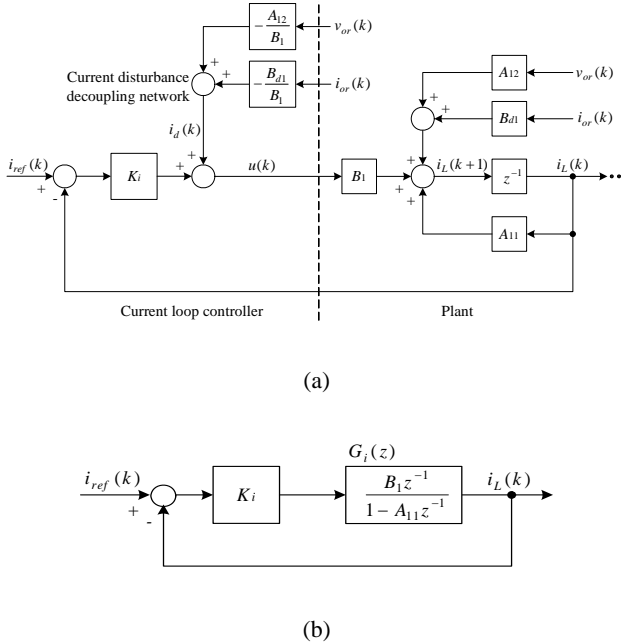 -A12/B1
vor(k)
Current disturbance
decoupling network
+
+
-Bd1/B1
ior(k)
A12
vor(k)
Bd1
ior(k)
+
+
id(k)
iref(k)
+
-
Ki
+
+
u(k)
B1
+
+
+
+
iL(k+1)
z^-1
iL(k)
A11
Current loop controller
Plant
(a)
Gi(z)
iref(k)
+
-
Ki
B1z^-1
1-A11z^-1
iL(k)
(b)